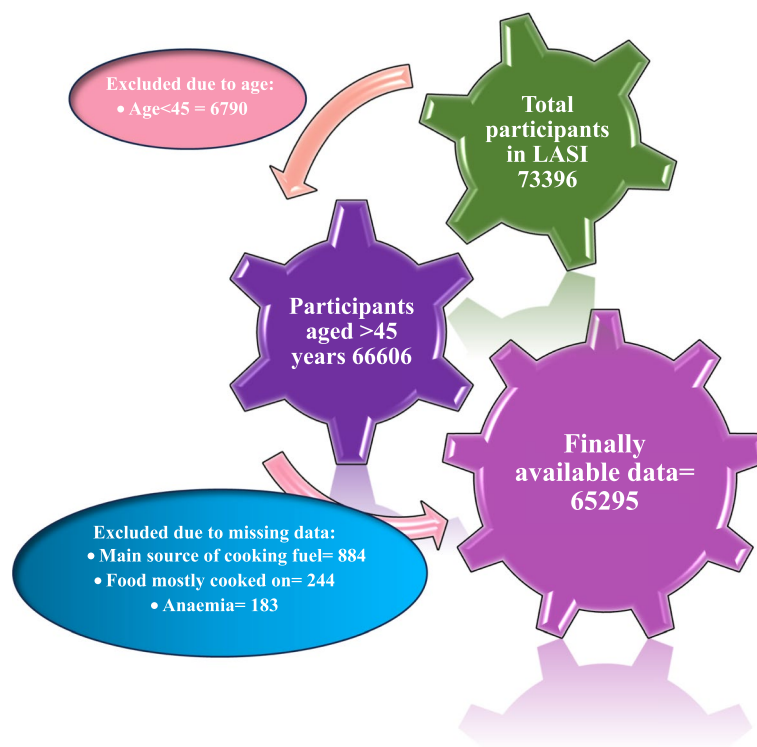 Excluded due to age:
• Age<45 = 6790
Total
participants
in LASI
73396
Participants
aged >45
years 66606
Finally
available data=
65295
Excluded due to missing data:
• Main source of cooking fuel= 884
• Food mostly cooked on= 244
• Anaemia= 183